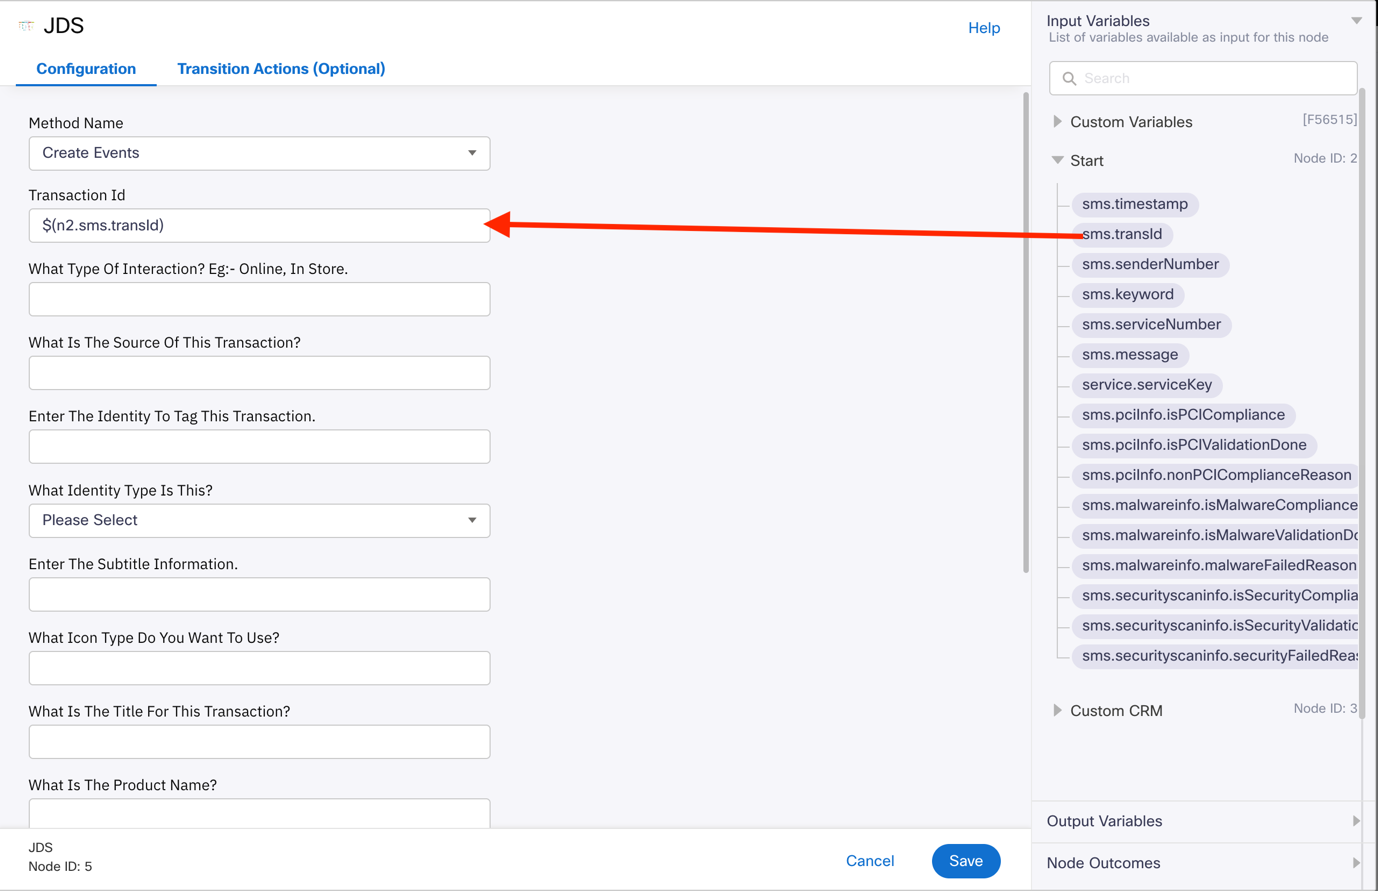 JDS
Help
Configuration
Transition Actions (Optional)
Method Name
Create Events
Transaction Id
$(n2.sms.transId)
What Type Of Interaction? Eg:- Online, In Store.
What Is The Source Of This Transaction?
Enter The Identity To Tag This Transaction.
What Identity Type Is This?
Please Select
Enter The Subtitle Information.
What Icon Type Do You Want To Use?
What Is The Title For This Transaction?
What Is The Product Name?
JDS
Node ID: 5
Cancel
Save
Input Variables
List of variables available as input for this node
Search
Custom Variables [F56515]
Start Node ID: 2
sms.timestamp
sms.transId
sms.senderNumber
sms.keyword
sms.serviceNumber
sms.message
service.serviceKey
sms.pciInfo.isPCICompliance
sms.pciInfo.isPCIValidationDone
sms.pciInfo.nonPCIComplianceReason
sms.malwareinfo.isMalwareCompliance
sms.malwareinfo.isMalwareValidationDo
sms.malwareinfo.malwareFailedReason
sms.securityscaninfo.isSecurityComplia
sms.securityscaninfo.isSecurityValidatio
sms.securityscaninfo.securityFailedReas
Custom CRM Node ID: 3
Output Variables
Node Outcomes